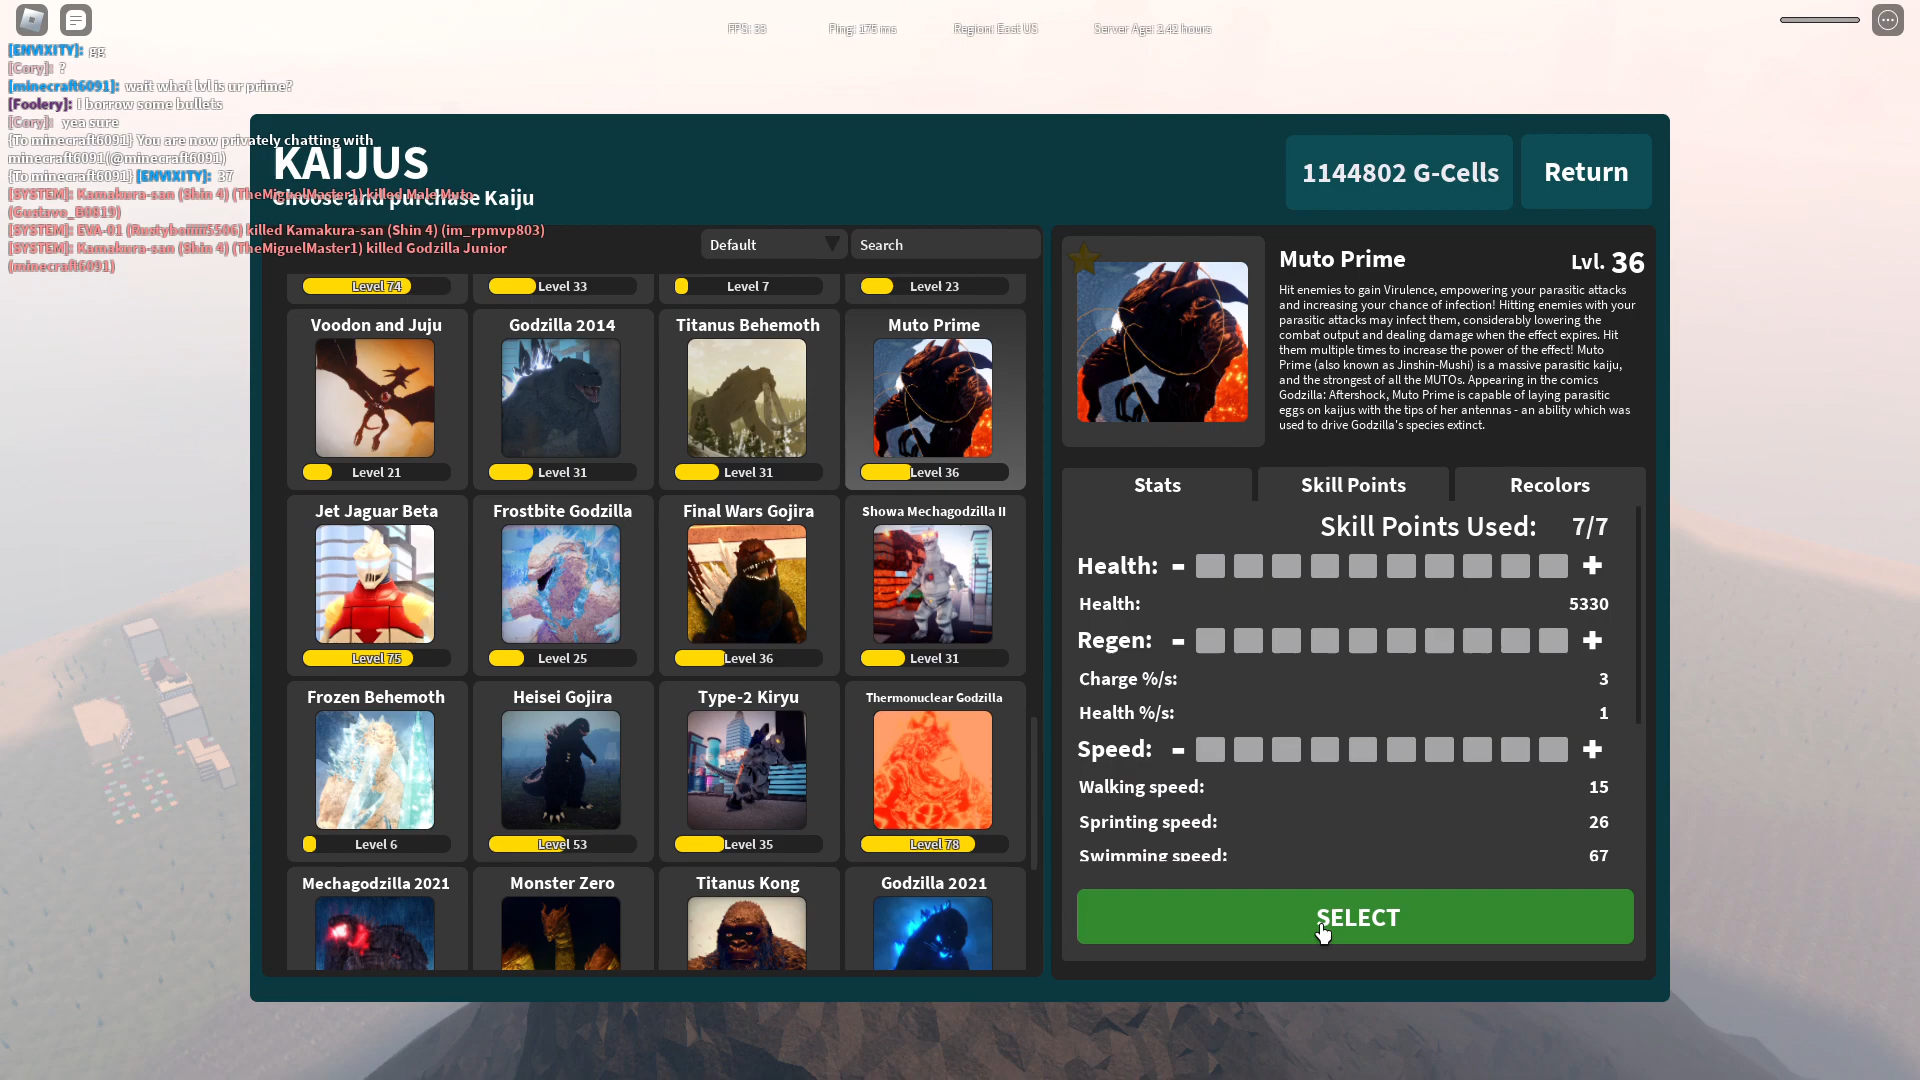 FPS: 33
Ping: 175 ms
Region: East US
Server Age: 2.42 hours
[ENVIXITY]: gg
[Cory]: ?
[minecraft6091]: wait what lvl is ur prime?
[Foolery]: I borrow some bullets
[Cory]: yea sure
{To minecraft6091} You are now privately chatting with
minecraft6091(@minecraft6091)
{To minecraft6091} [ENVIXITY]: 37
[SYSTEM]: Kamakura-san (Shin 4) (TheMiguelMaster1) killed Male Muto
(Gustavo_B0819)
[SYSTEM]: EVA-01 (Rustyboiiiii5506) killed Kamakura-san (Shin 4) (im_rpmvp803)
[SYSTEM]: Kamakura-san (Shin 4) (TheMiguelMaster1) killed Godzilla Junior
(minecraft6091)
KAIJUS
Choose and purchase Kaiju
1144802 G-Cells
Return
Default
Search
Level 74
Level 33
Level 7
Level 23
Voodon and Juju
Godzilla 2014
Titanus Behemoth
Muto Prime
Level 21
Level 31
Level 31
Level 36
Jet Jaguar Beta
Frostbite Godzilla
Final Wars Gojira
Showa Mechagodzilla II
Level 75
Level 25
Level 36
Level 31
Frozen Behemoth
Heisei Gojira
Type-2 Kiryu
Thermonuclear Godzilla
Level 6
Level 53
Level 35
Level 78
Mechagodzilla 2021
Monster Zero
Titanus Kong
Godzilla 2021
Muto Prime
Lvl. 36
Hit enemies to gain Virulence, empowering your parasitic attacks
and increasing your chance of infection! Hitting enemies with your
parasitic attacks may infect them, considerably lowering the
combat output and dealing damage when the effect expires. Hit
them multiple times to increase the power of the effect! Muto
Prime (also known as Jinshin-Mushi) is a massive parasitic kaiju,
and the strongest of all the MUTOs. Appearing in the comics
Godzilla: Aftershock, Muto Prime is capable of laying parasitic
eggs on kaijus with the tips of her antennas - an ability which was
used to drive Godzilla's species extinct.
Stats
Skill Points
Recolors
Skill Points Used: 7/7
Health: - +
Health: 5330
Regen: - +
Charge %/s: 3
Health %/s: 1
Speed: - +
Walking speed: 15
Sprinting speed: 26
Swimming speed: 67
SELECT